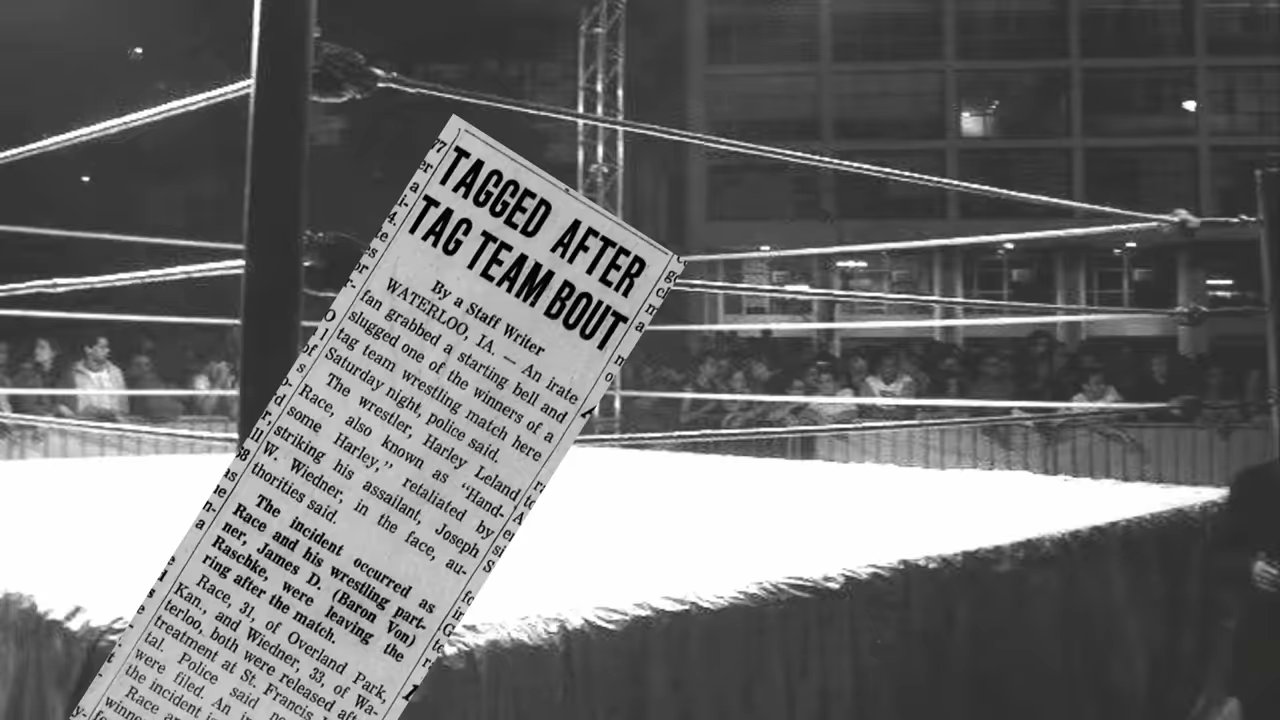 TAGGED AFTER
TAG TEAM BOUT
By a Staff Writer
WATERLOO, IA. — An irate
fan grabbed a starting bell and
slugged one of the winners of a
tag team wrestling match here
Saturday night, police said.
The wrestler, Harley Leland
Race, also known as “Hand-
some Harley,” retaliated by
striking his assailant, Joseph
W. Wiedner, in the face, au-
thorities said.
The incident occurred as
Race and his wrestling part-
ner, James D. (Baron Von)
Raschke, were leaving the
ring after the match.
Race, 31, of Overland Park,
Kan., and Wiedner, 33, of Wa-
terloo, both were released after
treatment at St. Francis
tal. Police said
were filed. An
the incident
Race